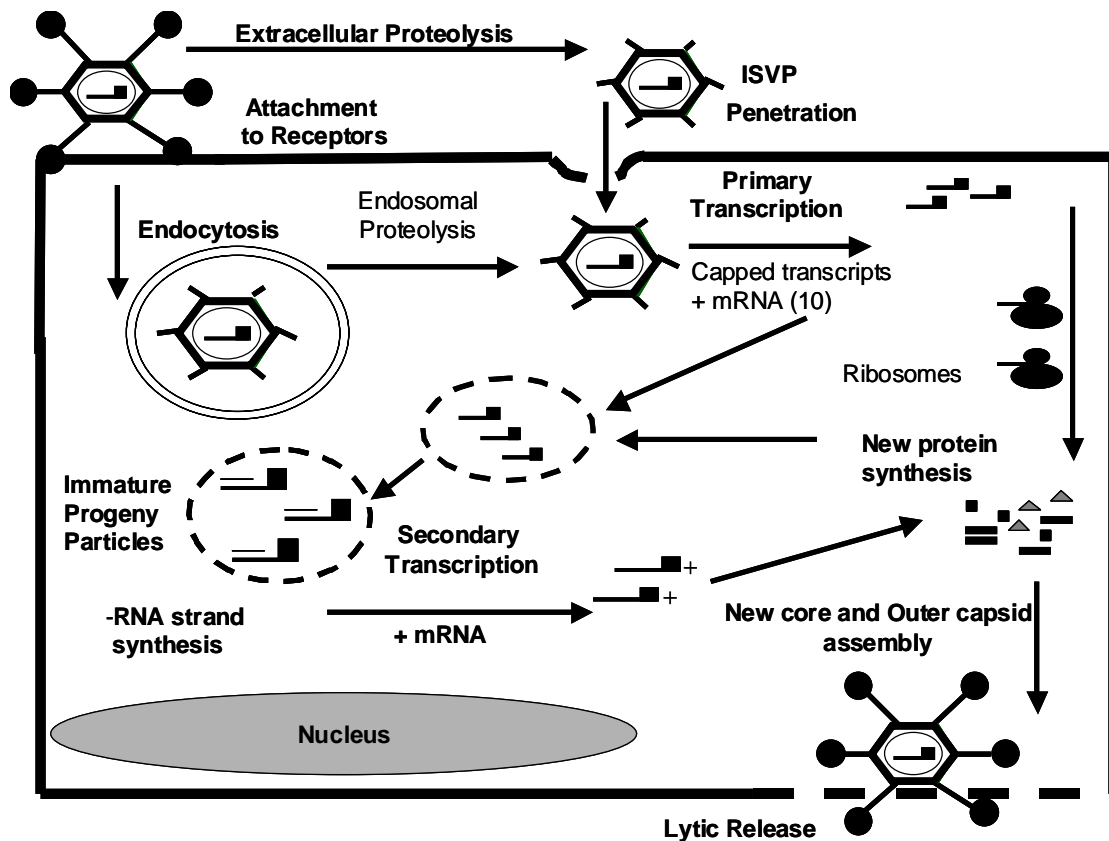 Extracellular Proteolysis
ISVP
Penetration
Attachment
to Receptors
Primary
Transcription
Endosomal
Proteolysis
Endocytosis
Capped transcripts
+ mRNA (10)
Ribosomes
New protein
synthesis
Immature
Progeny
Particles
Secondary
Transcription
+
+
-RNA strand
synthesis
+ mRNA
New core and Outer capsid
assembly
Nucleus
Lytic Release